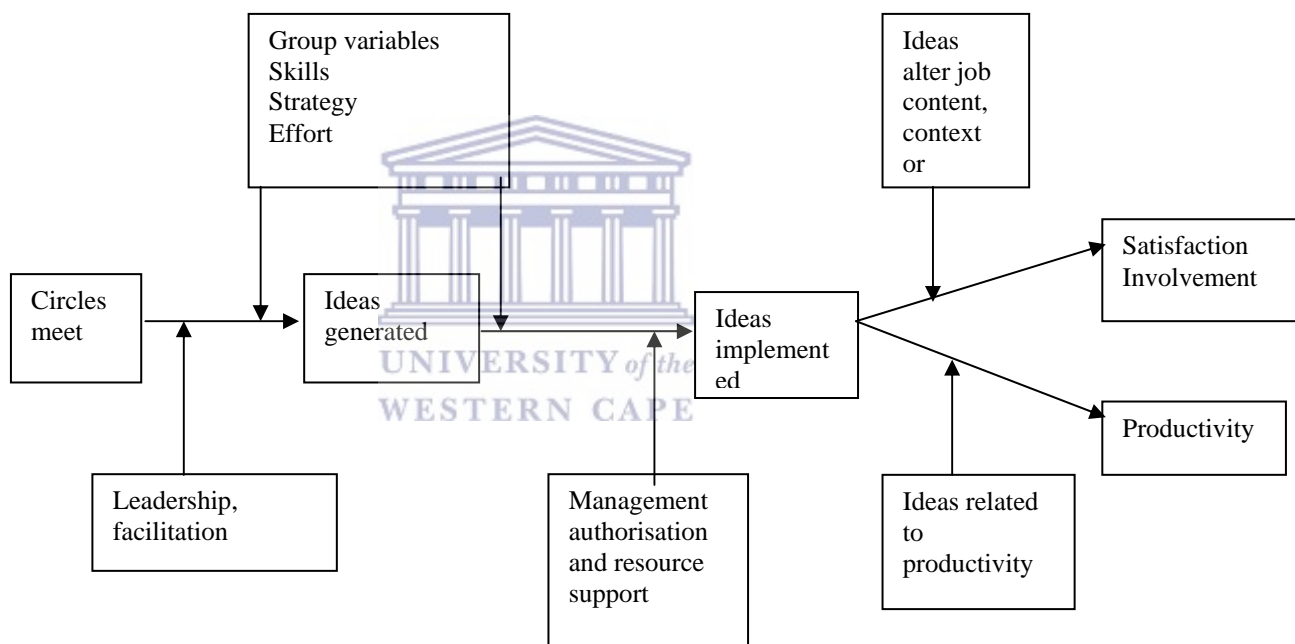 Group variables
Skills
Strategy
Effort
Ideas
alter job
content,
context
or
Satisfaction
Involvement
Circles
meet
Ideas
generated
Ideas
implement
ed
UNIVERSITY of the
WESTERN CAPE
Productivity
Leadership,
facilitation
Management
authorisation
and resource
support
Ideas related
to
productivity